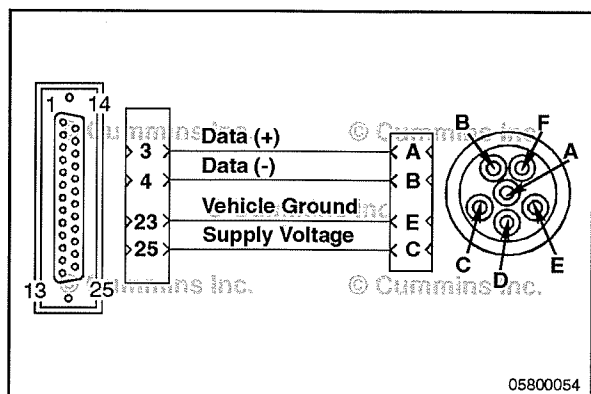 1 14
© Cummins Inc.
© Cummins Inc.
Data (+)
3 A
Data (-)
4 B
© Cummins Inc.
Vehicle Ground
23 E
Supply Voltage
25 C
B F
A
C D E
13 25
© Cummins Inc.
© Cummins Inc.
05800054